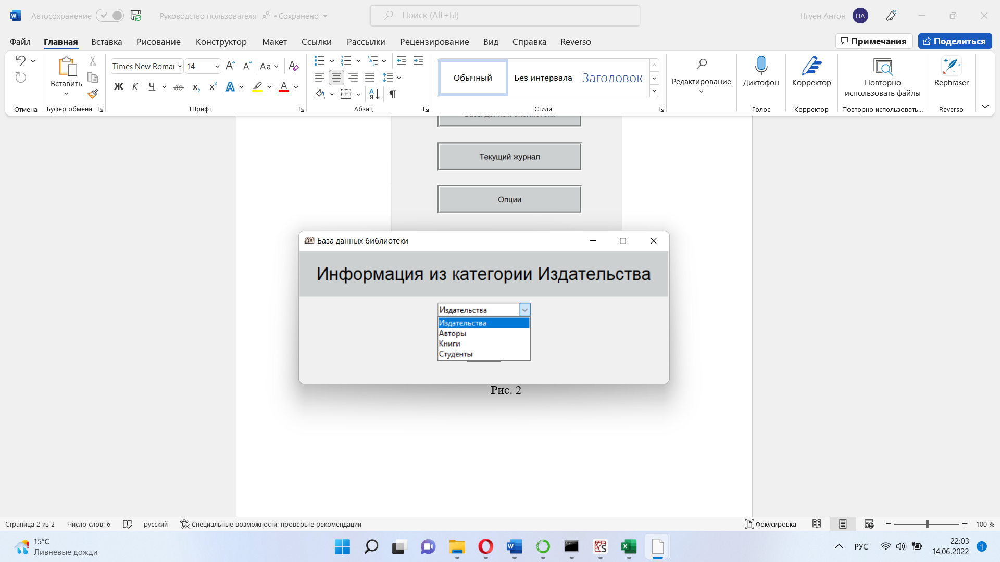 Автосохранение
Руководство пользователя • Сохранено
Поиск (Alt+Ы)
Нгуен Антон
НА
Файл Главная Вставка Рисование Конструктор Макет Ссылки Рассылки Рецензирование Вид Справка Reverso
Примечания
Поделиться
Вставить
Times New Roman
14
Aa
Ж К Ч ab x₂ x² A A
Обычный
Без интервала
Заголовок
Редактирование
Диктофон
Корректор
Повторно
использовать файлы
Rephraser
Отмена
Буфер обмена
Шрифт
Абзац
Стили
Голос
Корректор
Повторно использовать...
Reverso
Текущий журнал
Опции
База данных библиотеки
Информация из категории Издательства
Издательства
Издательства
Авторы
Книги
Студенты
Рис. 2
Страница 2 из 2
Число слов: 6
русский
Специальные возможности: проверьте рекомендации
Фокусировка
100 %
15°C
Ливневые дожди
РУС
22:03
14.06.2022
1